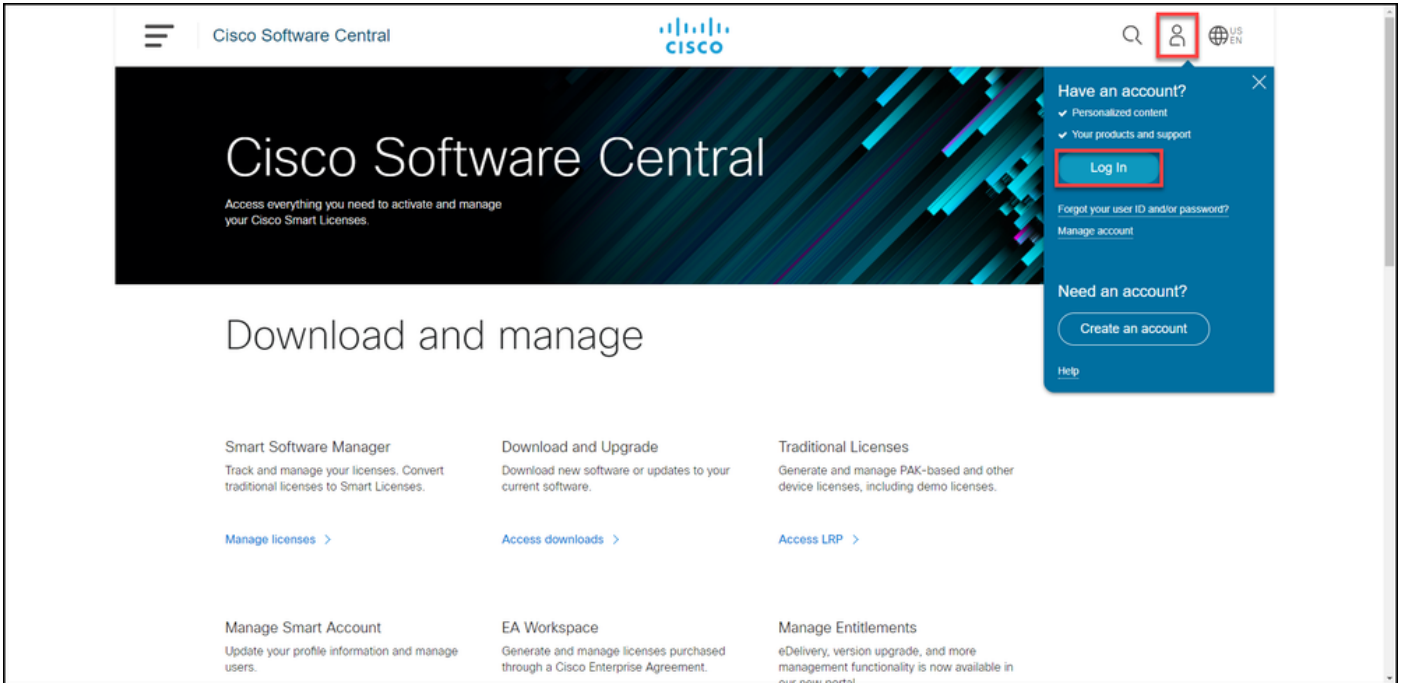 Cisco Software Central
CISCO
US
EN
Cisco Software Central
Access everything you need to activate and manage
your Cisco Smart Licenses.
Have an account?
Personalized content
Your products and support
Log In
Forgot your user ID and/or password?
Manage account
Need an account?
Create an account
Help
Download and manage
Smart Software Manager
Track and manage your licenses. Convert
traditional licenses to Smart Licenses.
Manage licenses
Download and Upgrade
Download new software or updates to your
current software.
Access downloads
Traditional Licenses
Generate and manage PAK-based and other
device licenses, including demo licenses.
Access LRP
Manage Smart Account
Update your profile information and manage
users.
EA Workspace
Generate and manage licenses purchased
through a Cisco Enterprise Agreement.
Manage Entitlements
eDelivery, version upgrade, and more
management functionality is now available in
our new portal